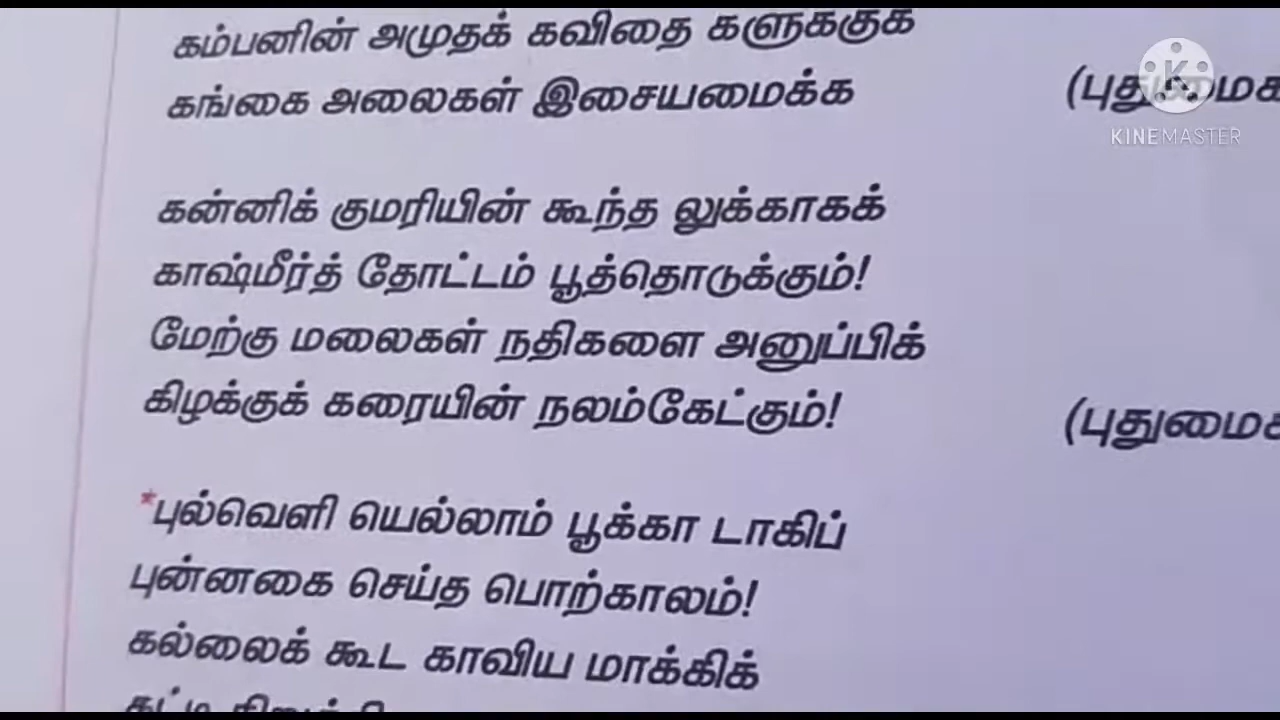 கம்பனின் அமுதக் கவிதை களுக்குக்
கங்கை அலைகள் இசையமைக்க
KINEMASTER
கன்னிக் குமரியின் கூந்த லுக்காகக்
காஷ்மீர்த் தோட்டம் பூத்தொடுக்கும்!
மேற்கு மலைகள் நதிகளை அனுப்பிக்
கிழக்குக் கரையின் நலம்கேட்கும்!
*புல்வெளி யெல்லாம் பூக்கா டாகிப்
புன்னகை செய்த பொற்காலம்!
கல்லைக் கூட காவிய மாக்கிக்